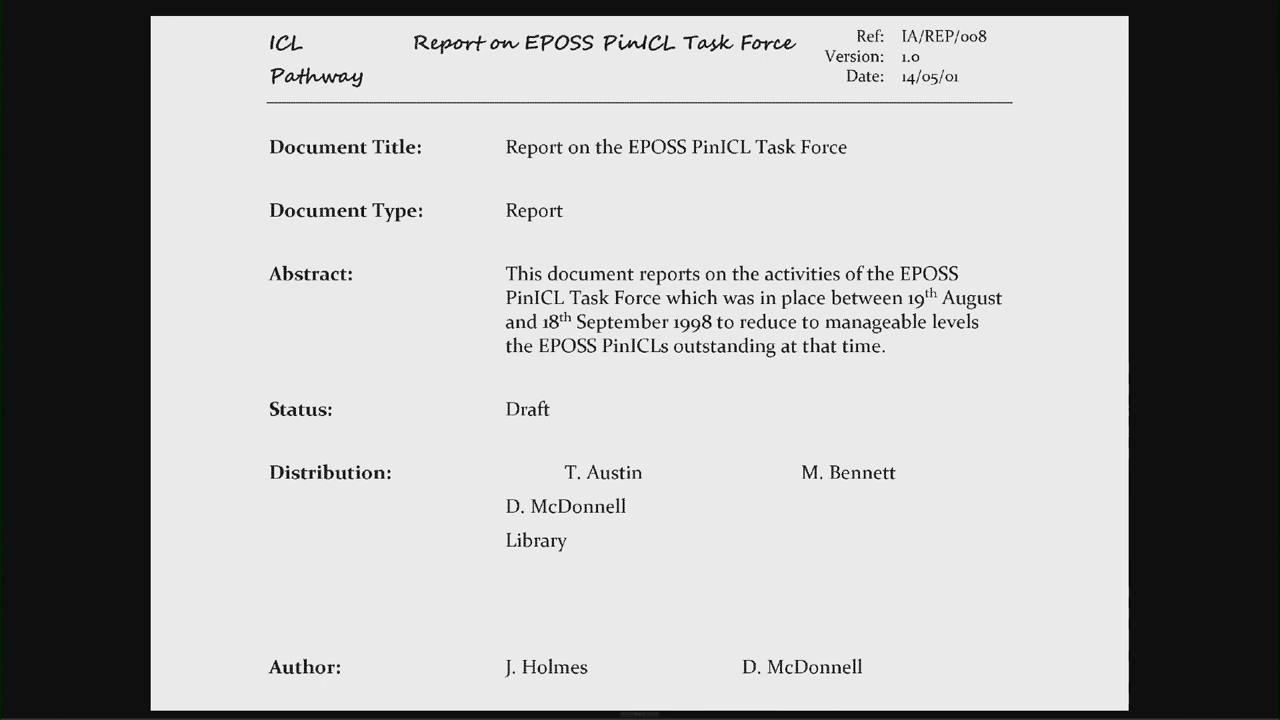 ICL Report on EPOSS PinICL Task Force Ref: IA/REP/008
Version: 1.0
Pathway Date: 14/05/01
Document Title: Report on the EPOSS PinICL Task Force
Document Type: Report
Abstract: This document reports on the activities of the EPOSS
PinICL Task Force which was in place between 19th August
and 18th September 1998 to reduce to manageable levels
the EPOSS PinICLs outstanding at that time.
Status: Draft
Distribution: T. Austin M. Bennett
D. McDonnell
Library
Author: J. Holmes D. McDonnell